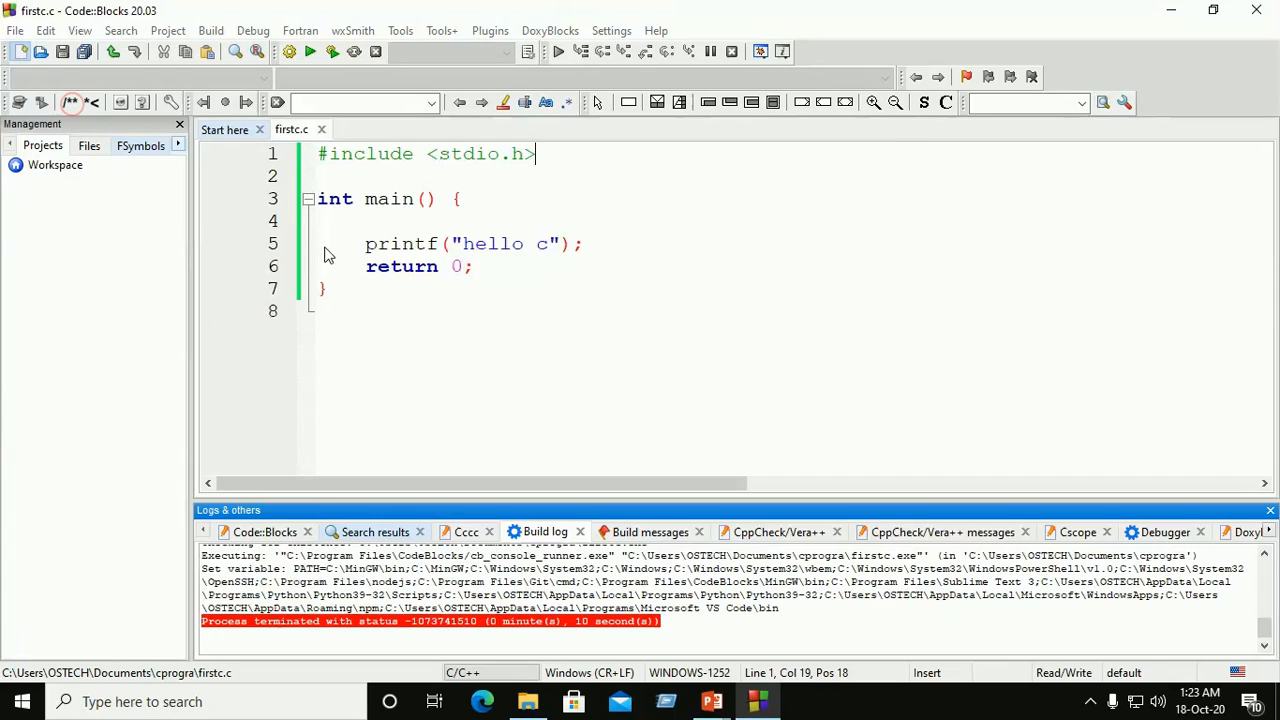 firstc.c - Code::Blocks 20.03
File Edit View Search Project Build Debug Fortran wxSmith Tools Tools+ Plugins DoxyBlocks Settings Help
/** *<
Aa .* S C
Management
Projects Files FSymbols
Workspace
Start here firstc.c
1 #include <stdio.h>
2
3 int main() {
4
5 printf("hello c");
6 return 0;
7 }
8
Logs & others
Code::Blocks Search results Cccc Build log Build messages CppCheck/Vera++ CppCheck/Vera++ messages Cscope Debugger Doxy
Executing: '"C:\Program Files\CodeBlocks/cb_console_runner.exe" "C:\Users\OSTECH\Documents\cprogra\firstc.exe"' (in 'C:\Users\OSTECH\Documents\cprogra')
Set variable: PATH=C:\MinGW\bin;C:\MinGW;C:\Windows\System32;C:\Windows;C:\Windows\System32\wbem;C:\Windows\System32\WindowsPowerShell\v1.0;C:\Windows\System32
\OpenSSH;C:\Program Files\nodejs;C:\Program Files\Git\cmd;C:\Program Files\CodeBlocks\MinGW\bin;C:\Program Files\Sublime Text 3;C:\Users\OSTECH\AppData\Local
\Programs\Python\Python39-32\Scripts;C:\Users\OSTECH\AppData\Local\Programs\Python\Python39-32;C:\Users\OSTECH\AppData\Local\Microsoft\WindowsApps;C:\Users
\OSTECH\AppData\Roaming\npm;C:\Users\OSTECH\AppData\Local\Programs\Microsoft VS Code\bin
Process terminated with status -1073741510 (0 minute(s), 10 second(s))
C:\Users\OSTECH\Documents\cprogra\firstc.c C/C++ Windows (CR+LF) WINDOWS-1252 Line 1, Col 19, Pos 18 Insert Read/Write default
Type here to search
1:23 AM
18-Oct-20
10